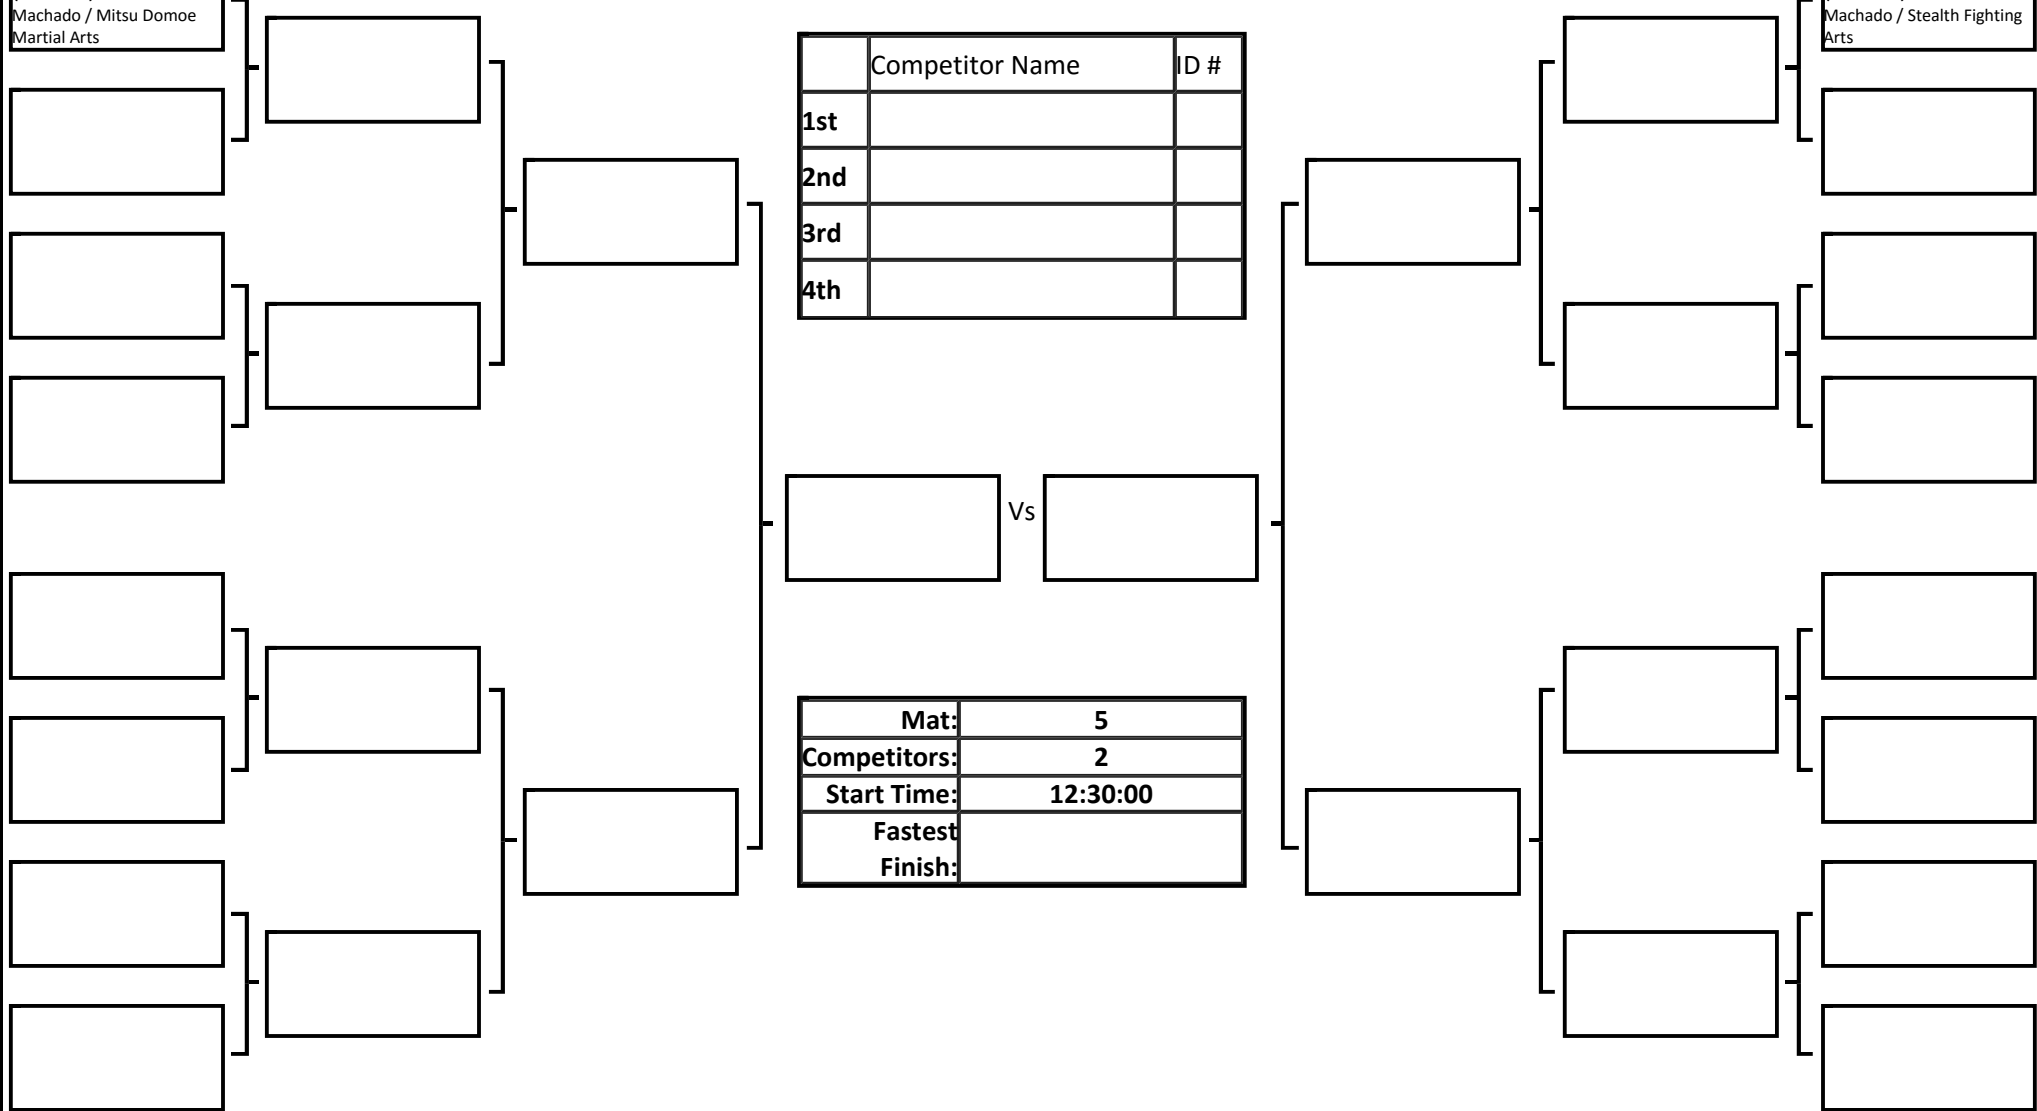 Machado / Mitsu Domoe
Martial Arts
Machado / Stealth Fighting
Arts
Competitor Name ID #
1st
2nd
3rd
4th
Vs
Mat: 5
Competitors: 2
Start Time: 12:30:00
Fastest
Finish: